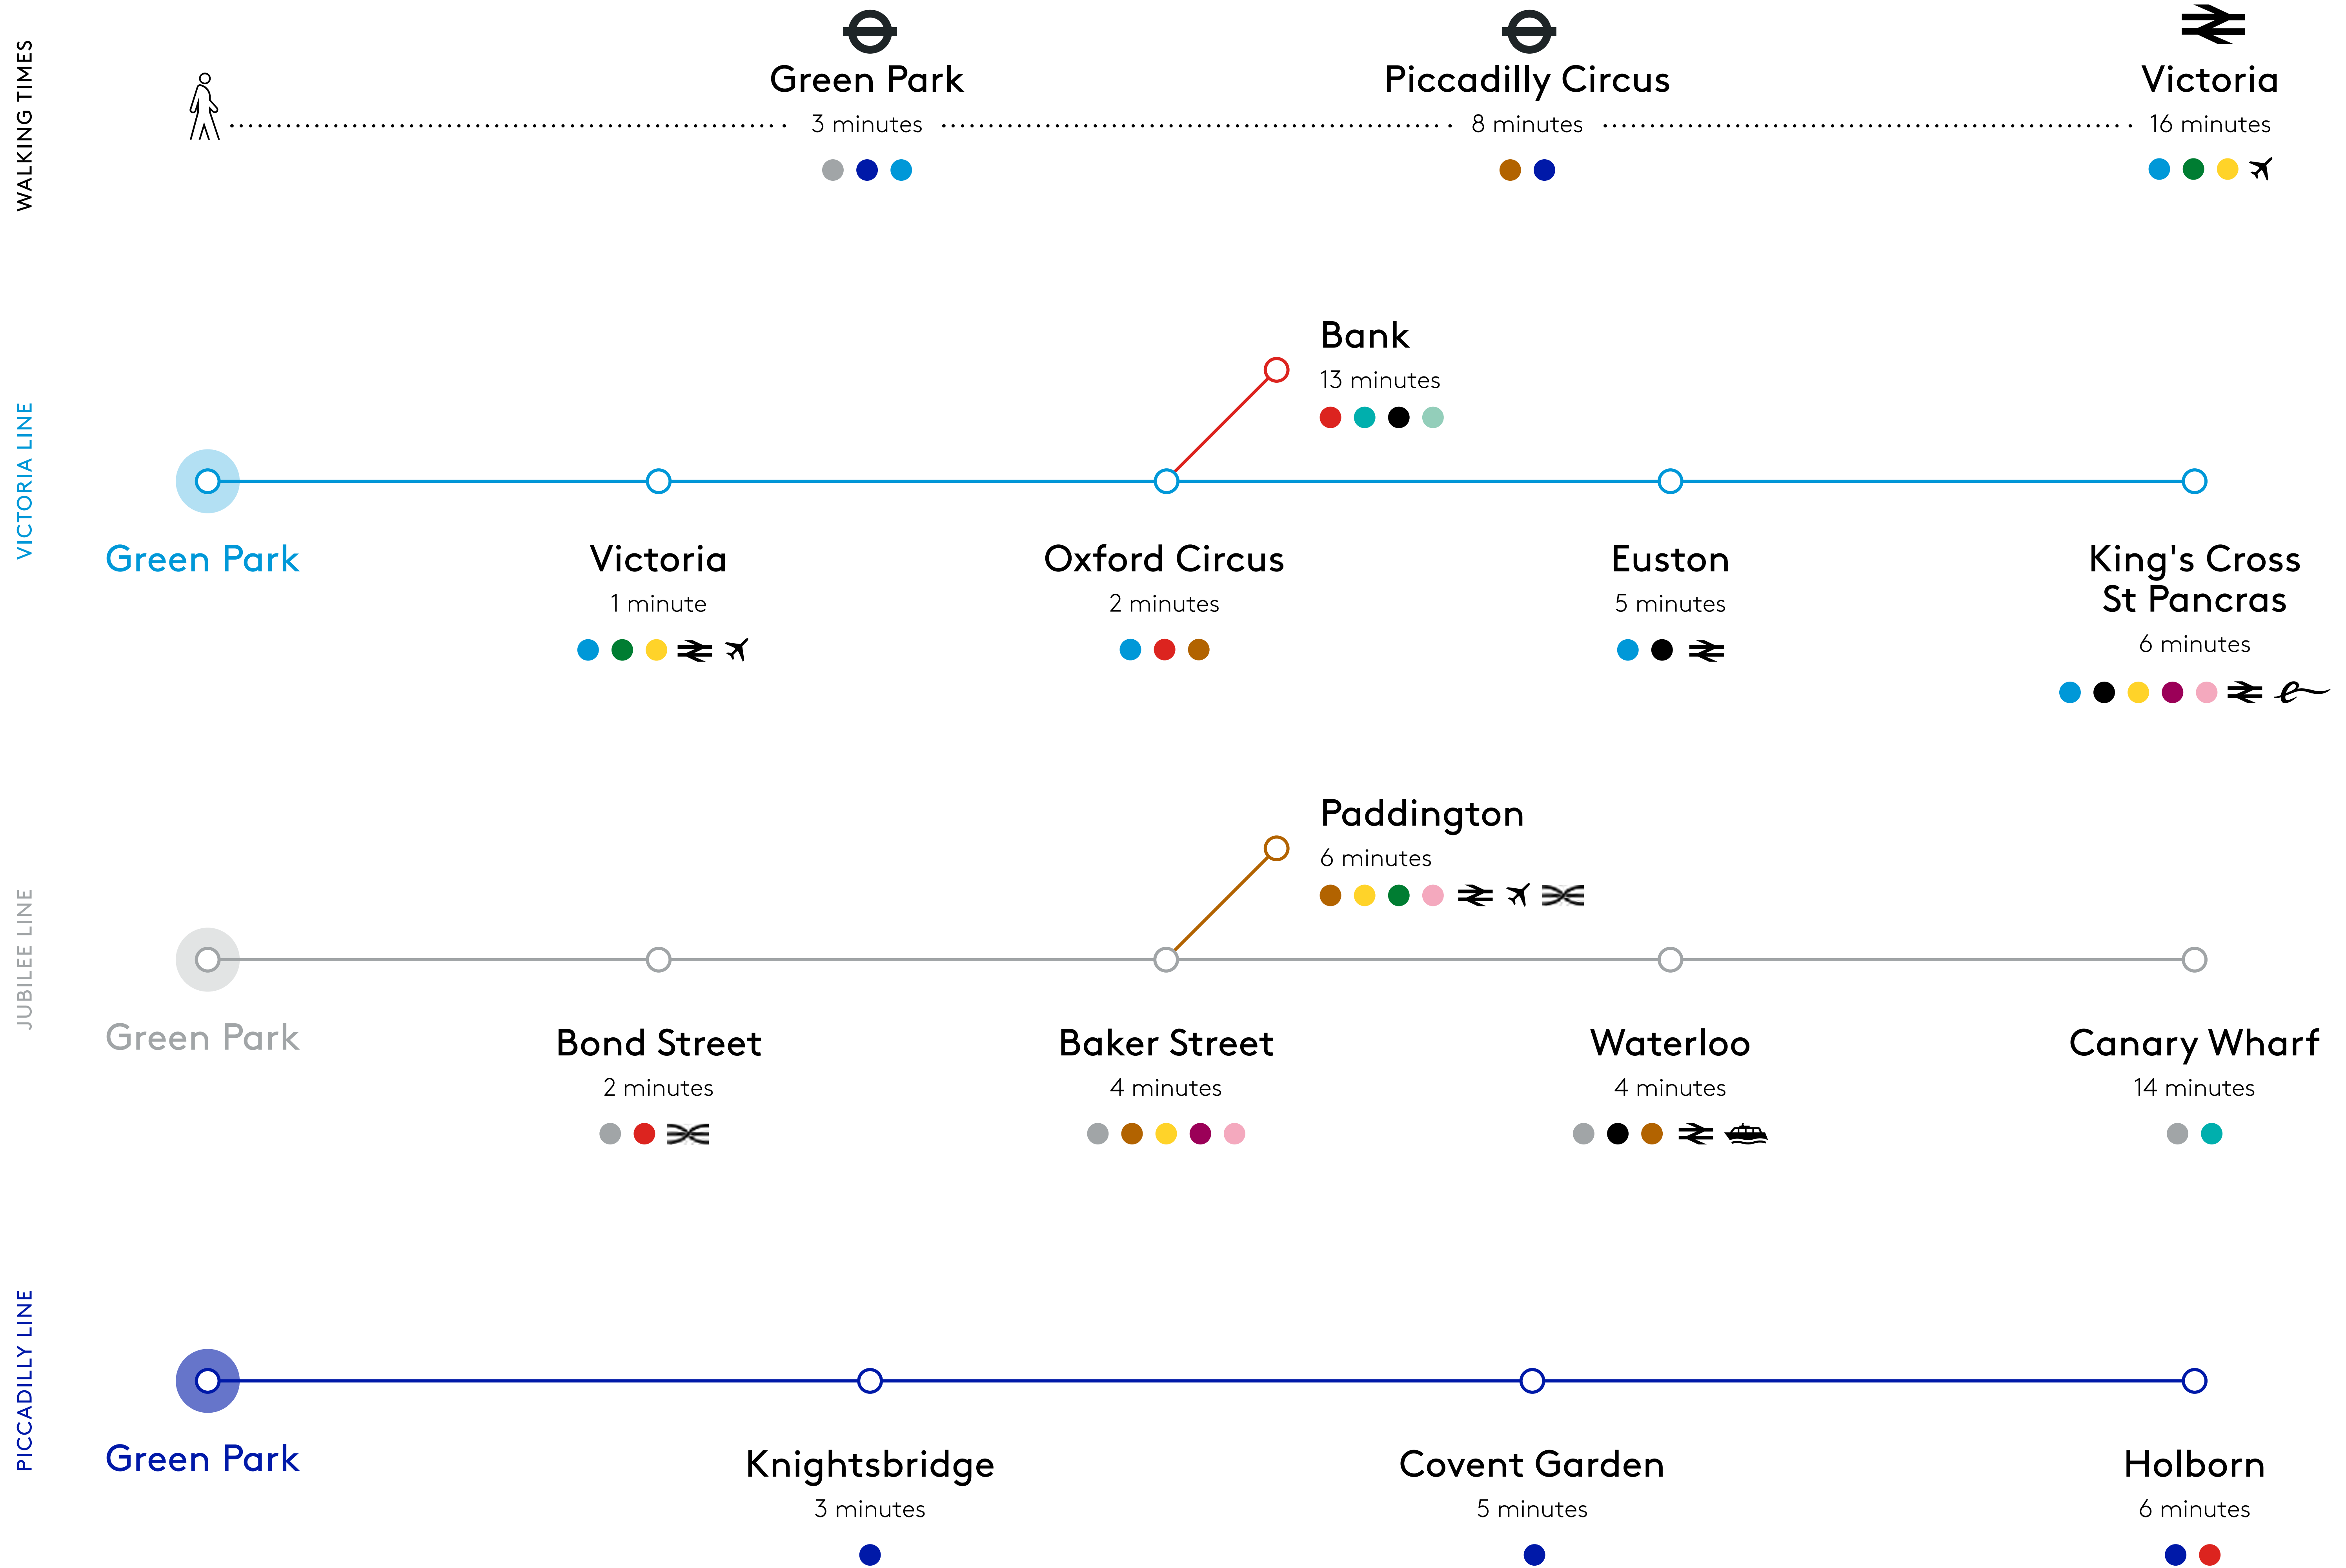 WALKING TIMES
Green Park
3 minutes
Piccadilly Circus
8 minutes
Victoria
16 minutes
VICTORIA LINE
Bank
13 minutes
Green Park
Victoria
1 minute
Oxford Circus
2 minutes
Euston
5 minutes
King's Cross
St Pancras
6 minutes
JUBILEE LINE
Paddington
6 minutes
Green Park
Bond Street
2 minutes
Baker Street
4 minutes
Waterloo
4 minutes
Canary Wharf
14 minutes
PICCADILLY LINE
Green Park
Knightsbridge
3 minutes
Covent Garden
5 minutes
Holborn
6 minutes